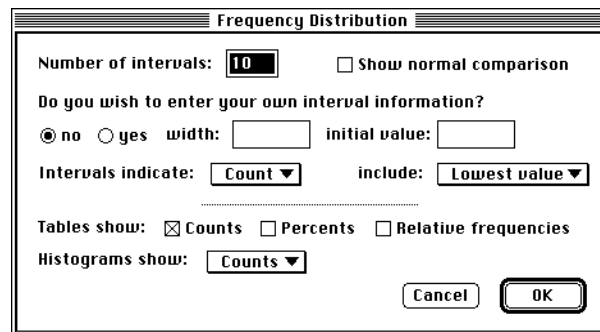 Frequency Distribution
Number of intervals: 10 Show normal comparison
Do you wish to enter your own interval information?
no yes width: initial value:
Intervals indicate: Count include: Lowest value
Tables show: Counts Percents Relative frequencies
Histograms show: Counts
Cancel OK